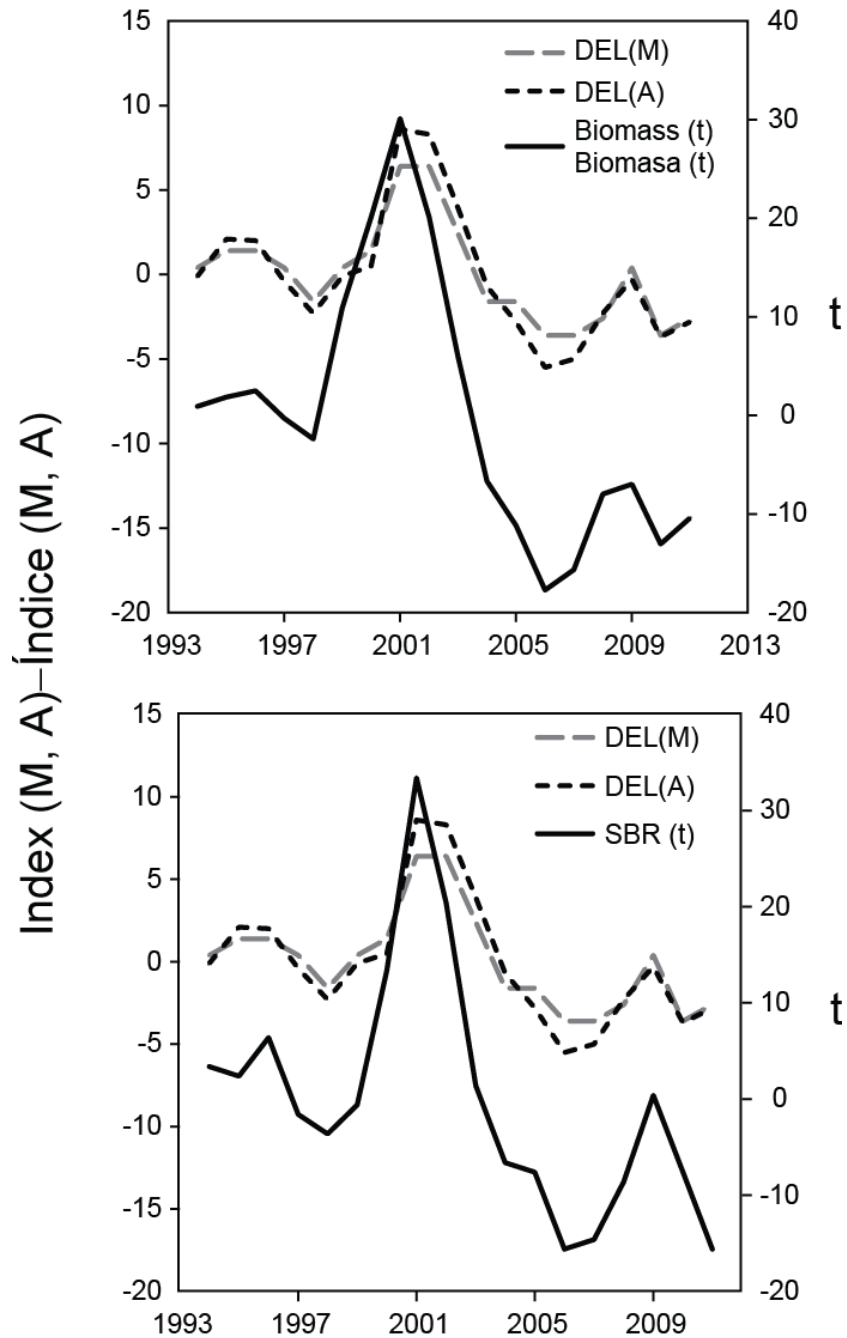 Index (M, A)–Índice (M, A)
15
10
5
0
-5
-10
-15
-20
DEL(M)
DEL(A)
Biomass (t)
Biomasa (t)
40
30
20
10
0
-10
-20
t
1993 1997 2001 2005 2009 2013
15
10
5
0
-5
-10
-15
-20
DEL(M)
DEL(A)
SBR (t)
40
30
20
10
0
-10
-20
t
1993 1997 2001 2005 2009